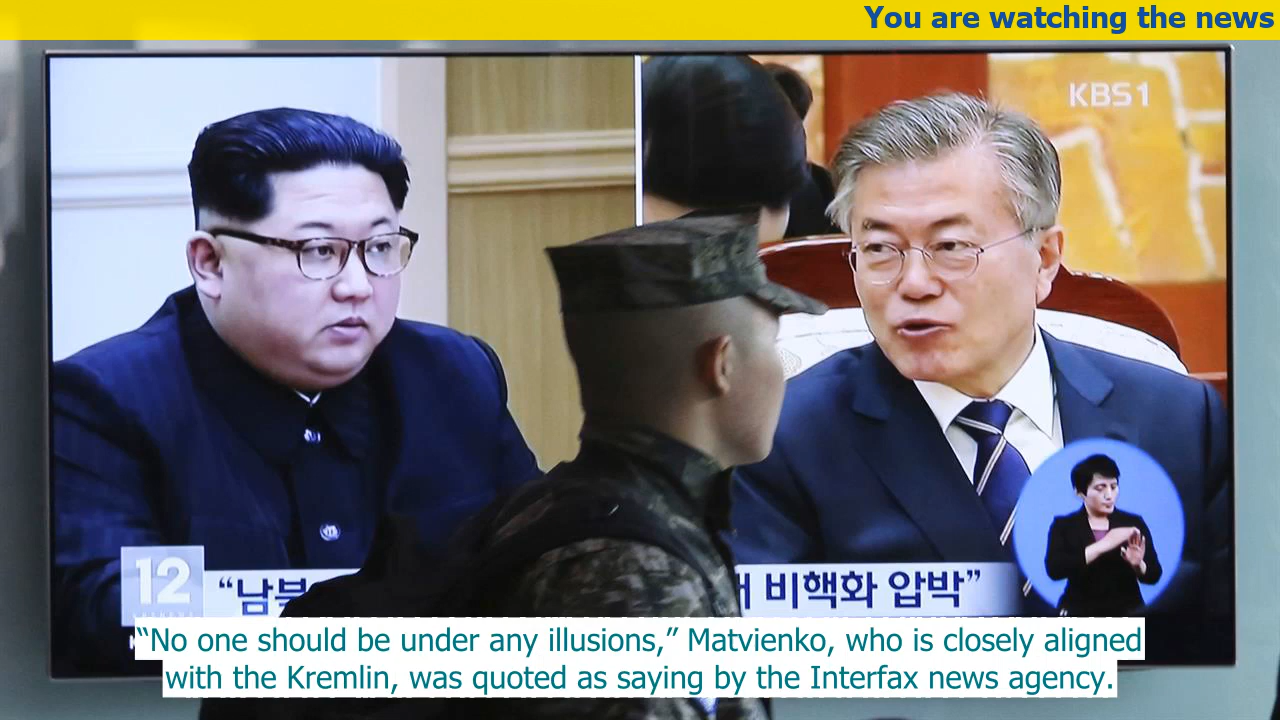 You are watching the news
KBS1
12
“남북
비핵화 압박”
“No one should be under any illusions,” Matvienko, who is closely aligned
with the Kremlin, was quoted as saying by the Interfax news agency.